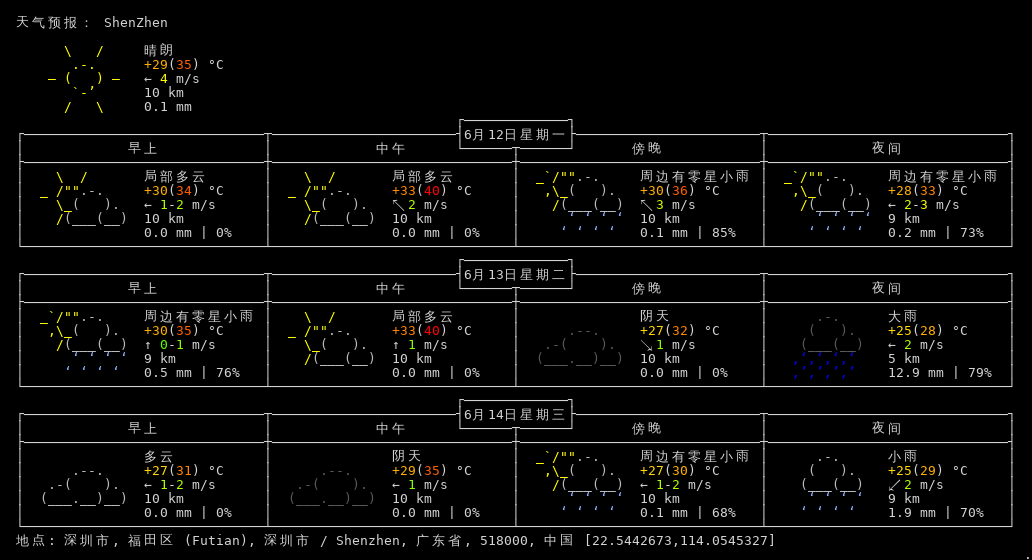 天气预报： ShenZhen
晴朗
+29(35) °C
← 4 m/s
10 km
0.1 mm
6月12日星期一
早上 中午 傍晚 夜间
局部多云 局部多云 周边有零星小雨 周边有零星小雨
+30(34) °C +33(40) °C +30(36) °C +28(33) °C
← 1-2 m/s ↖ 2 m/s ↖ 3 m/s ← 2-3 m/s
10 km 10 km 10 km 9 km
0.0 mm | 0% 0.0 mm | 0% 0.1 mm | 85% 0.2 mm | 73%
6月13日星期二
早上 中午 傍晚 夜间
周边有零星小雨 局部多云 阴天 大雨
+30(35) °C +33(40) °C +27(32) °C +25(28) °C
↑ 0-1 m/s ↑ 1 m/s ↘ 1 m/s ← 2 m/s
9 km 10 km 10 km 5 km
0.5 mm | 76% 0.0 mm | 0% 0.0 mm | 0% 12.9 mm | 79%
6月14日星期三
早上 中午 傍晚 夜间
多云 阴天 周边有零星小雨 小雨
+27(31) °C +29(35) °C +27(30) °C +25(29) °C
← 1-2 m/s ← 1 m/s ← 1-2 m/s ↙ 2 m/s
10 km 10 km 10 km 9 km
0.0 mm | 0% 0.0 mm | 0% 0.1 mm | 68% 1.9 mm | 70%
地点: 深圳市, 福田区 (Futian), 深圳市 / Shenzhen, 广东省, 518000, 中国 [22.5442673,114.0545327]